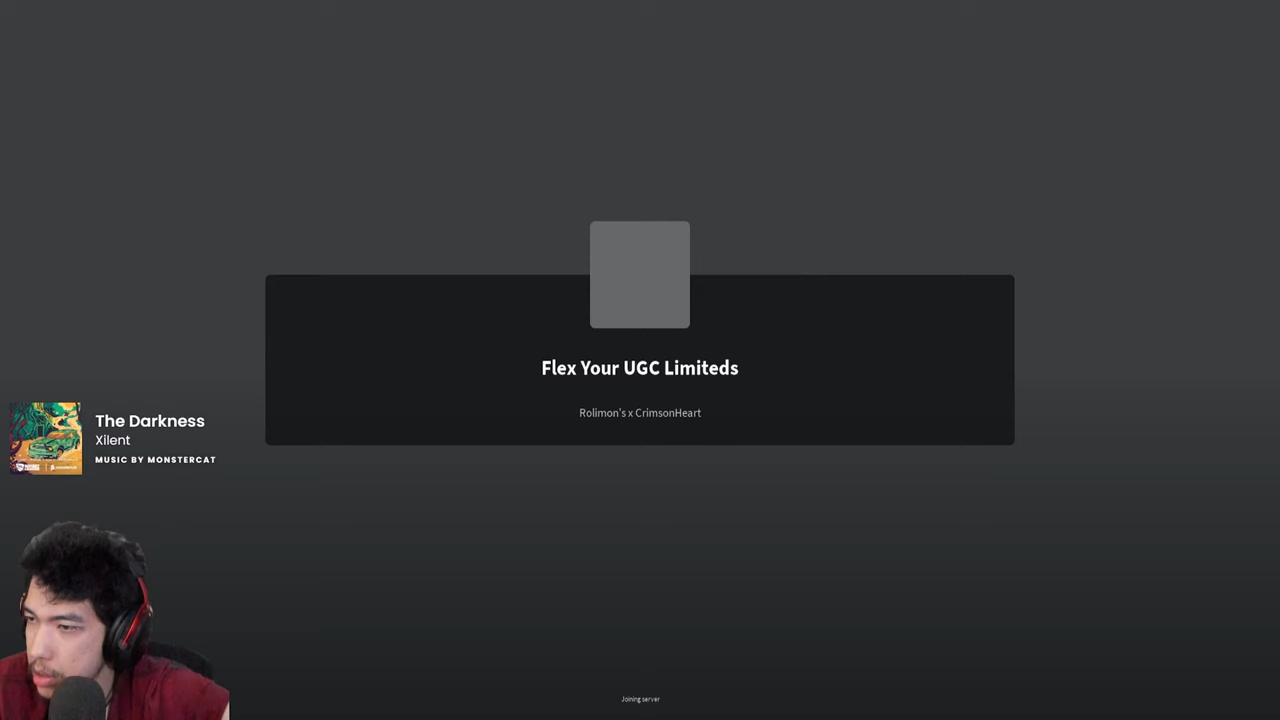 Flex Your UGC Limiteds
Rolimon's x CrimsonHeart
The Darkness
Xilent
MUSIC BY MONSTERCAT
Joining server